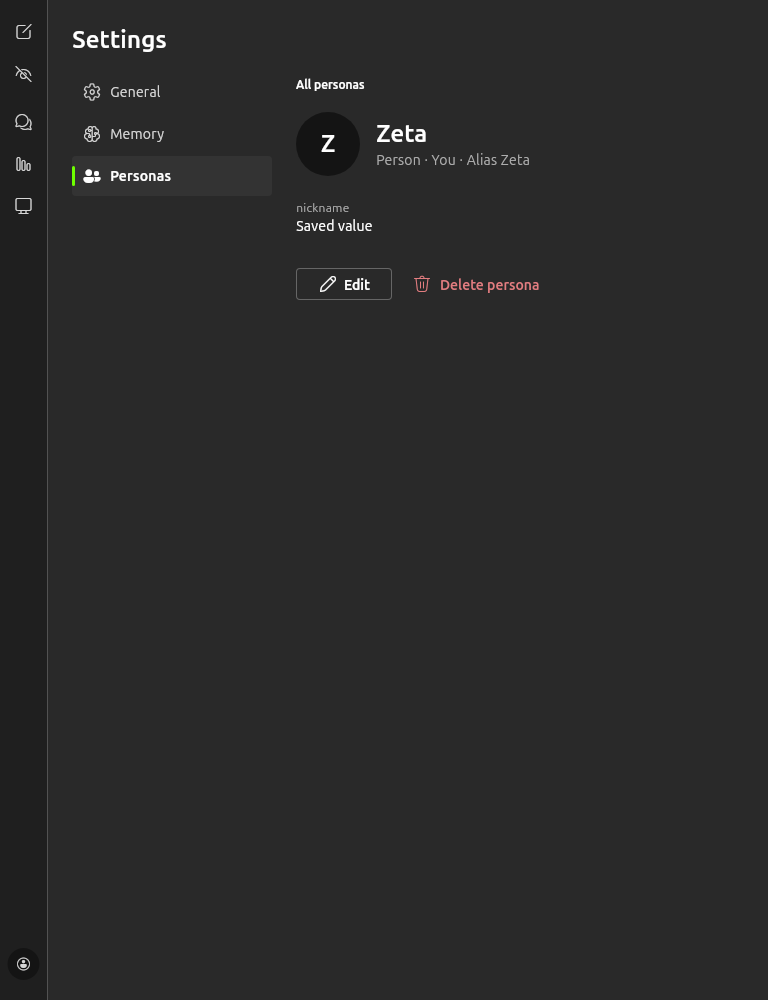 Settings
General
Memory
Personas
All personas
Z
Zeta
Person · You · Alias Zeta
nickname
Saved value
Edit
Delete persona